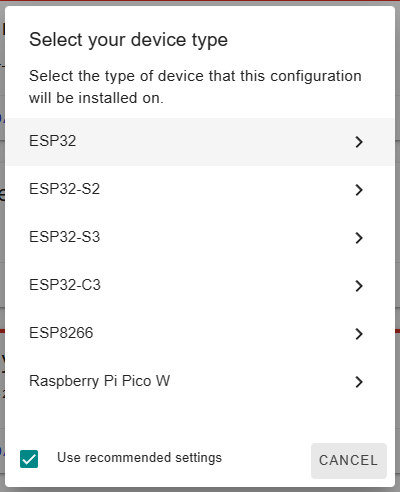 Select your device type
Select the type of device that this configuration
will be installed on.
ESP32
ESP32-S2
ESP32-S3
ESP32-C3
ESP8266
Raspberry Pi Pico W
Use recommended settings
CANCEL